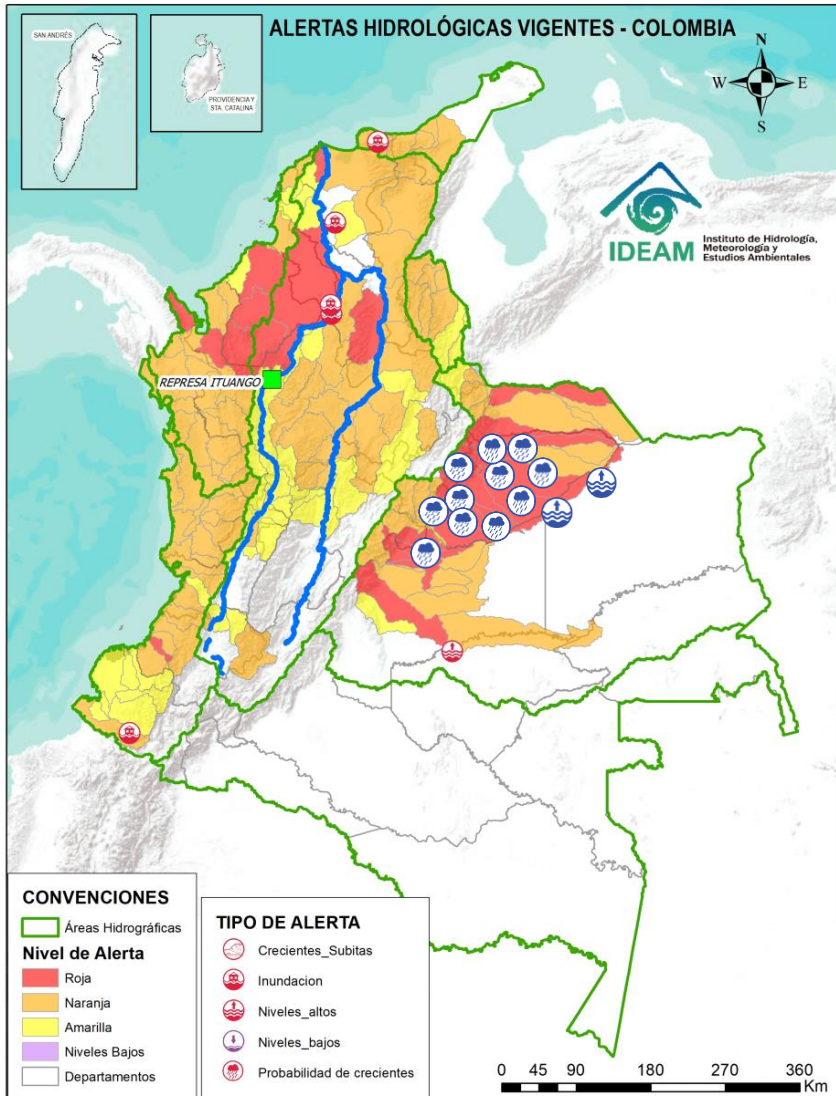 ALERTAS HIDROLÓGICAS VIGENTES - COLOMBIA
SAN ANDRÉS
PROVIDENCIA Y
STA. CATALINA
N
W
E
S
IDEAM
Instituto de Hidrología,
Meteorología y
Estudios Ambientales
REPRESA ITUANGO
CONVENCIONES
Áreas Hidrográficas
Nivel de Alerta
Roja
Naranja
Amarilla
Niveles Bajos
Departamentos
TIPO DE ALERTA
Crecientes_Subitas
Inundacion
Niveles_altos
Niveles_bajos
Probabilidad de crecientes
0 45 90 180 270 360
Km